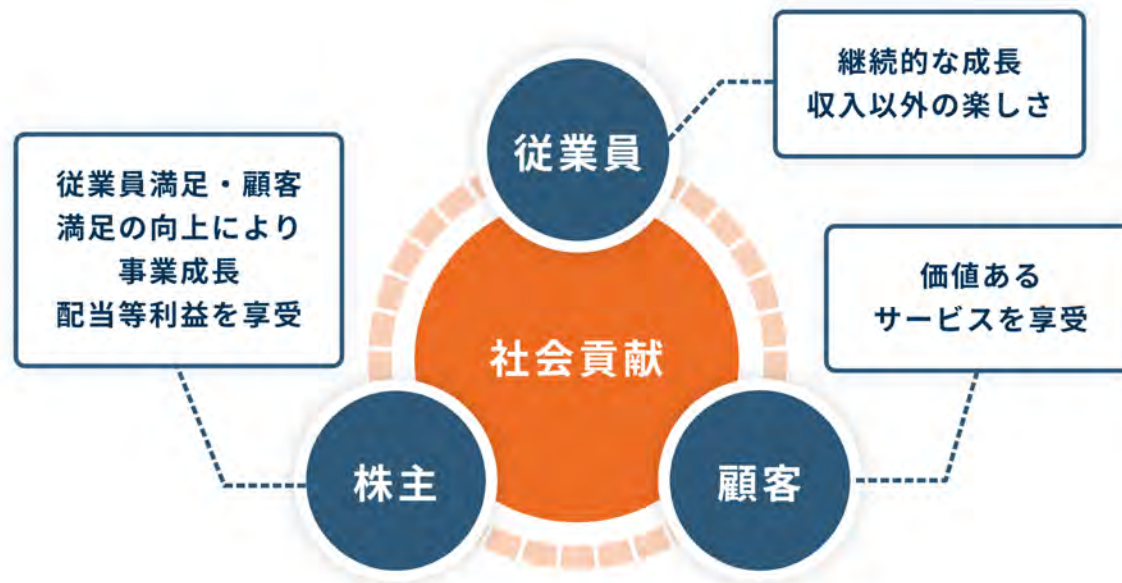 従業員
継続的な成長
収入以外の楽しさ
従業員満足・顧客
満足の向上により
事業成長
配当等利益を享受
価値ある
サービスを享受
社会貢献
株主
顧客